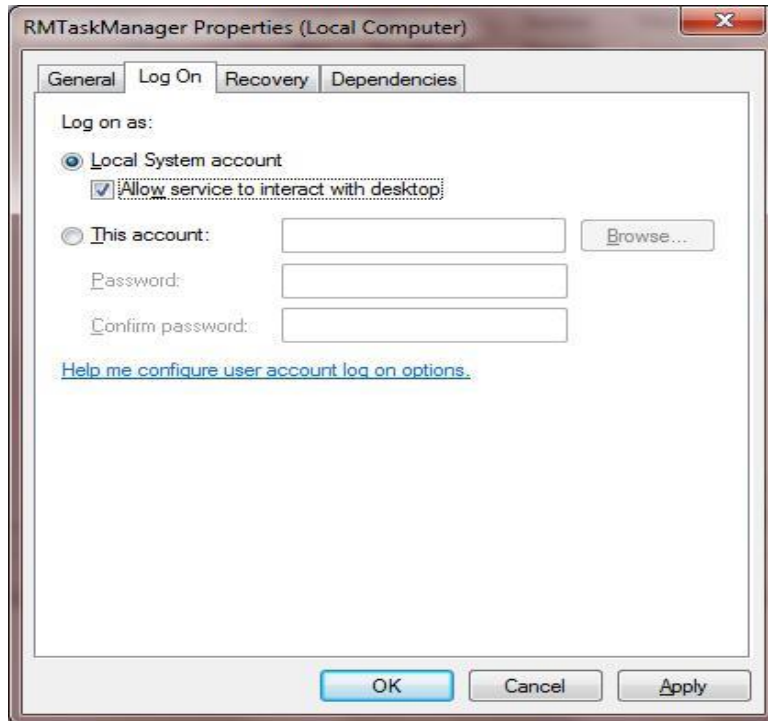 RMTaskManager Properties (Local Computer)
General Log On Recovery Dependencies
Log on as:
Local System account
Allow service to interact with desktop
This account: Browse...
Password:
Confirm password:
Help me configure user account log on options.
OK Cancel Apply